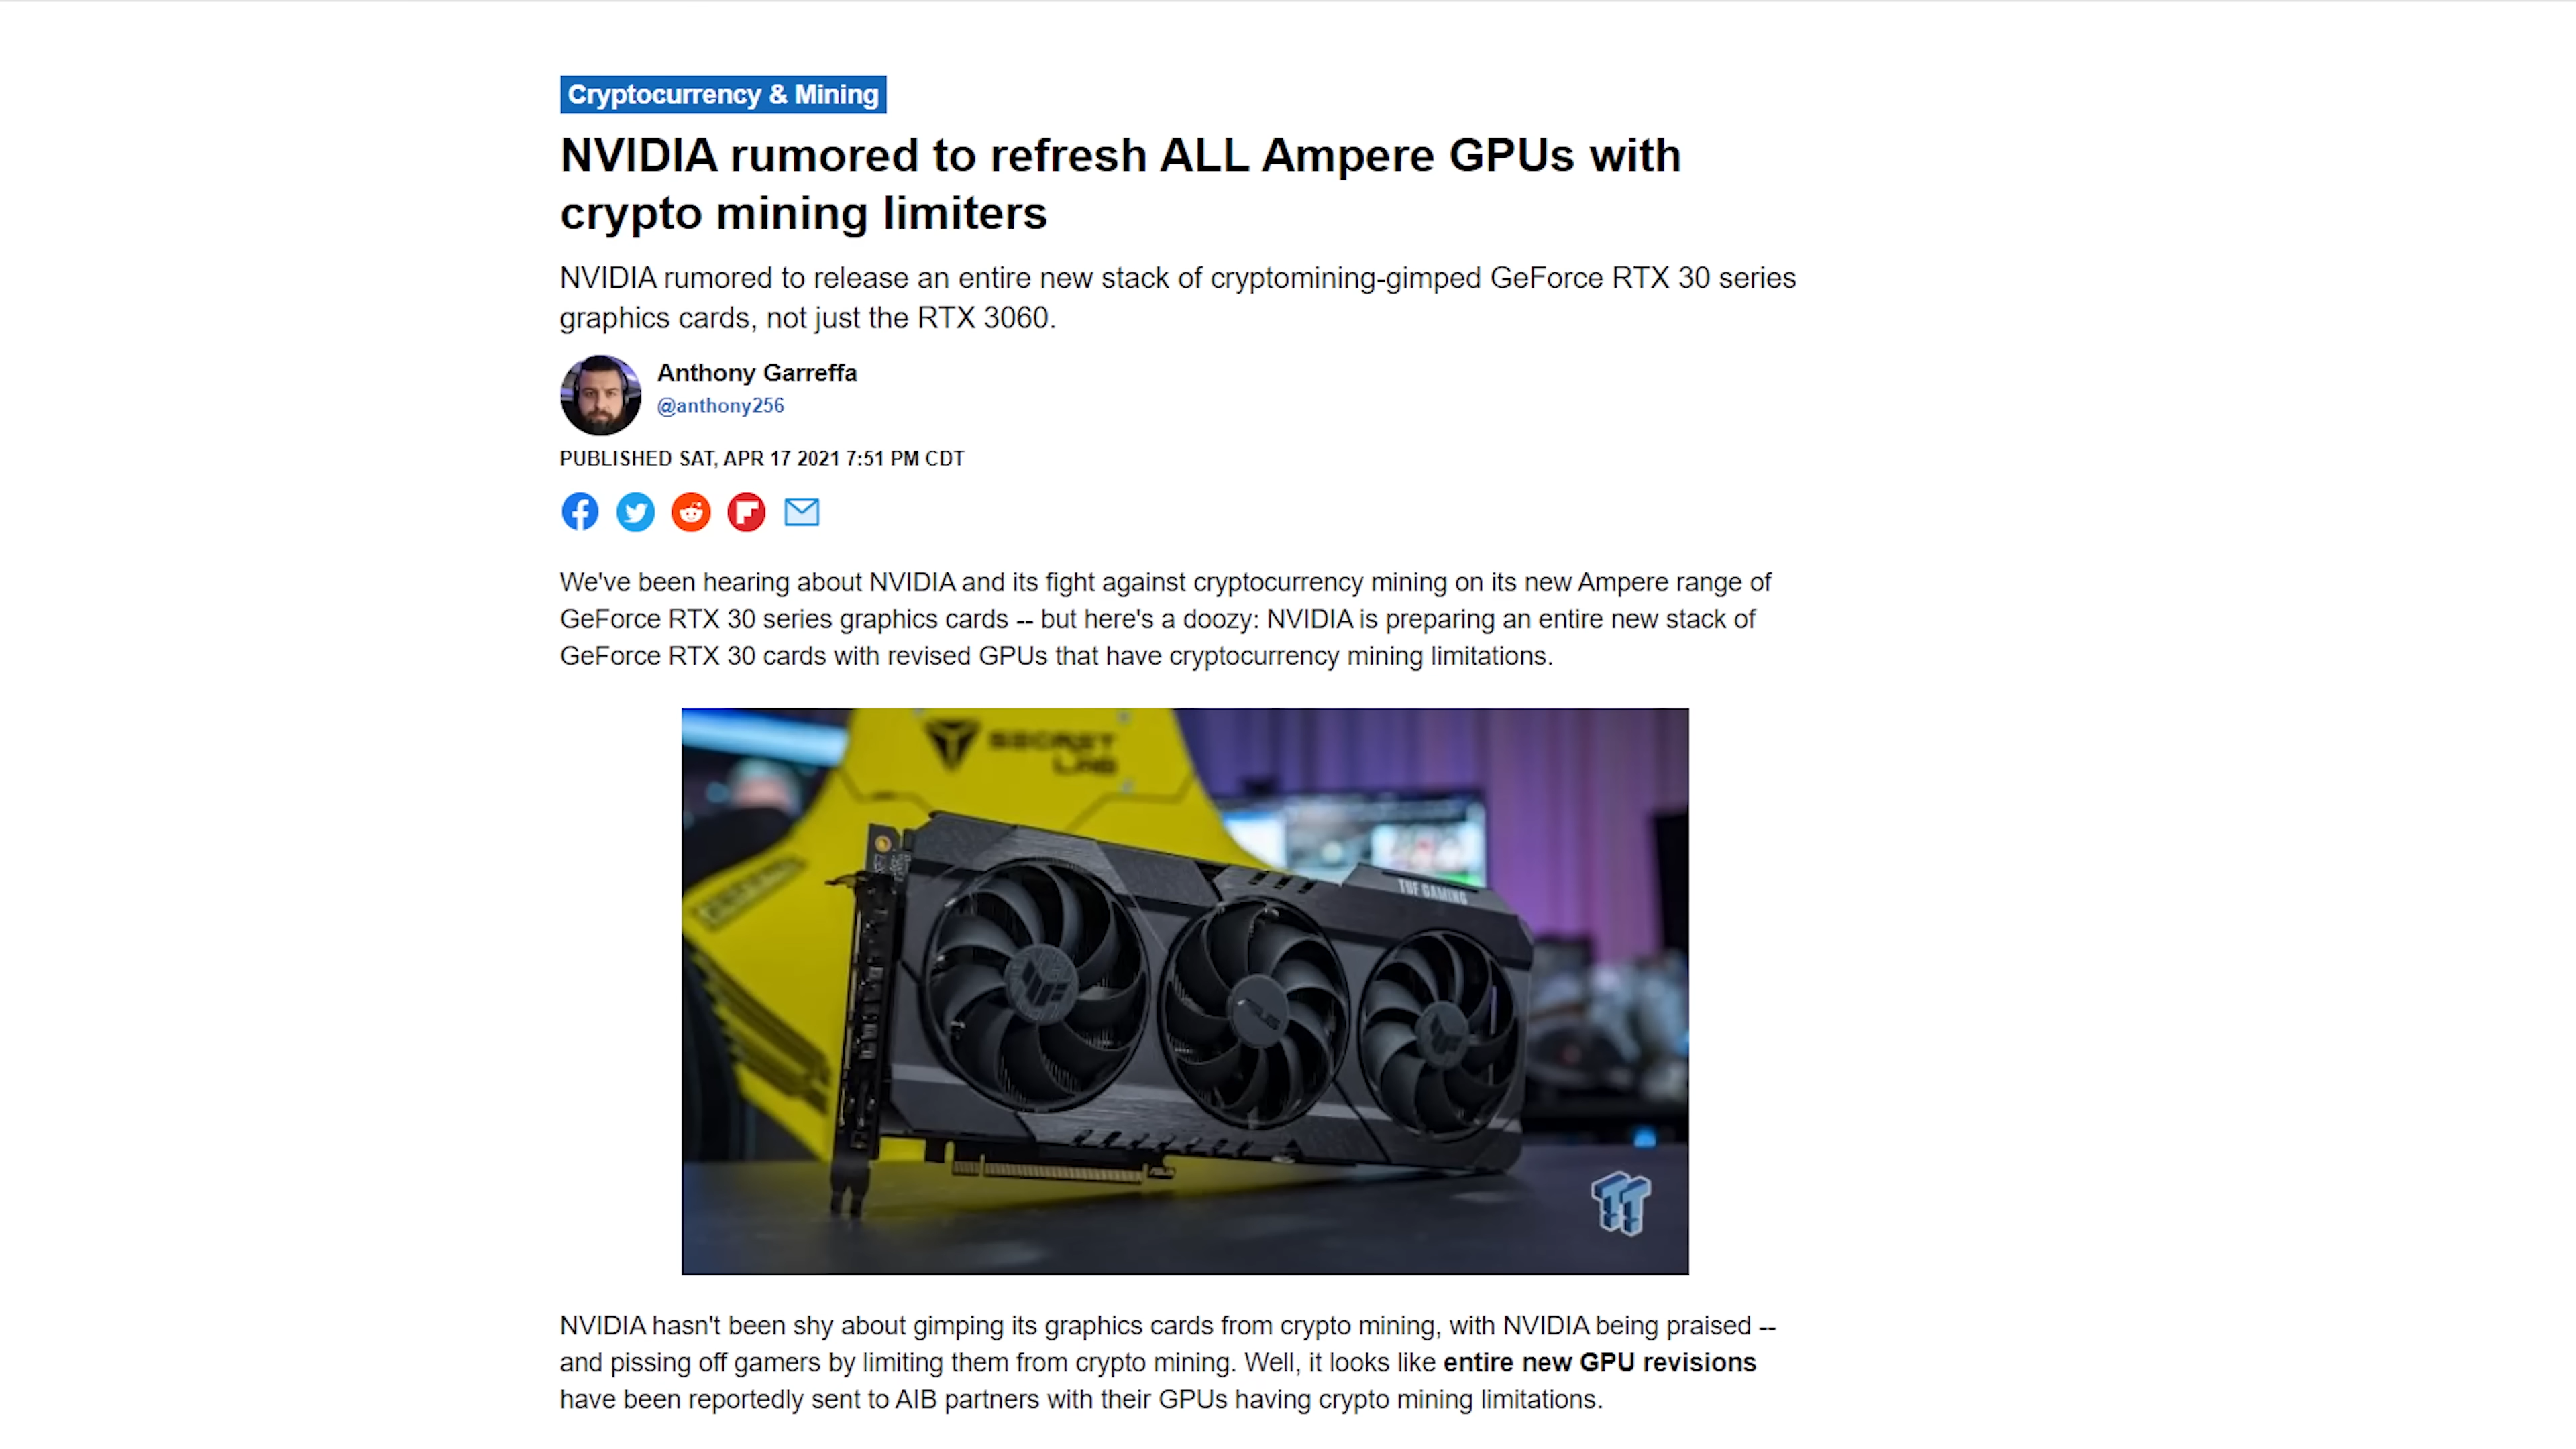 Cryptocurrency & Mining
NVIDIA rumored to refresh ALL Ampere GPUs with
crypto mining limiters
NVIDIA rumored to release an entire new stack of cryptomining-gimped GeForce RTX 30 series
graphics cards, not just the RTX 3060.
Anthony Garreffa
@anthony256
PUBLISHED SAT, APR 17 2021 7:51 PM CDT
We've been hearing about NVIDIA and its fight against cryptocurrency mining on its new Ampere range of
GeForce RTX 30 series graphics cards -- but here's a doozy: NVIDIA is preparing an entire new stack of
GeForce RTX 30 cards with revised GPUs that have cryptocurrency mining limitations.
SECRET
LAB
TUF GAMING
ASUS
TT
NVIDIA hasn't been shy about gimping its graphics cards from crypto mining, with NVIDIA being praised --
and pissing off gamers by limiting them from crypto mining. Well, it looks like entire new GPU revisions
have been reportedly sent to AIB partners with their GPUs having crypto mining limitations.